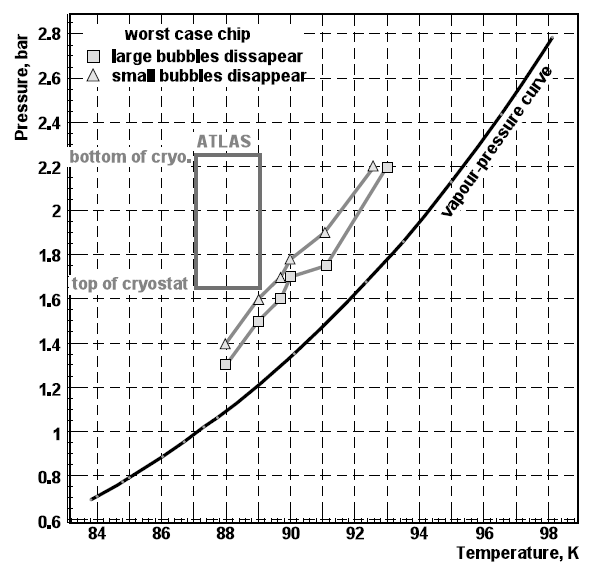 worst case chip
large bubbles dissapear
small bubbles disappear
Pressure, bar
2.8
2.6
2.4
2.2
2
1.8
1.6
1.4
1.2
1
0.8
0.6
ATLAS
bottom of cryo.
top of cryostat
vapour-pressure curve
84
86
88
90
92
94
96
98
Temperature, K